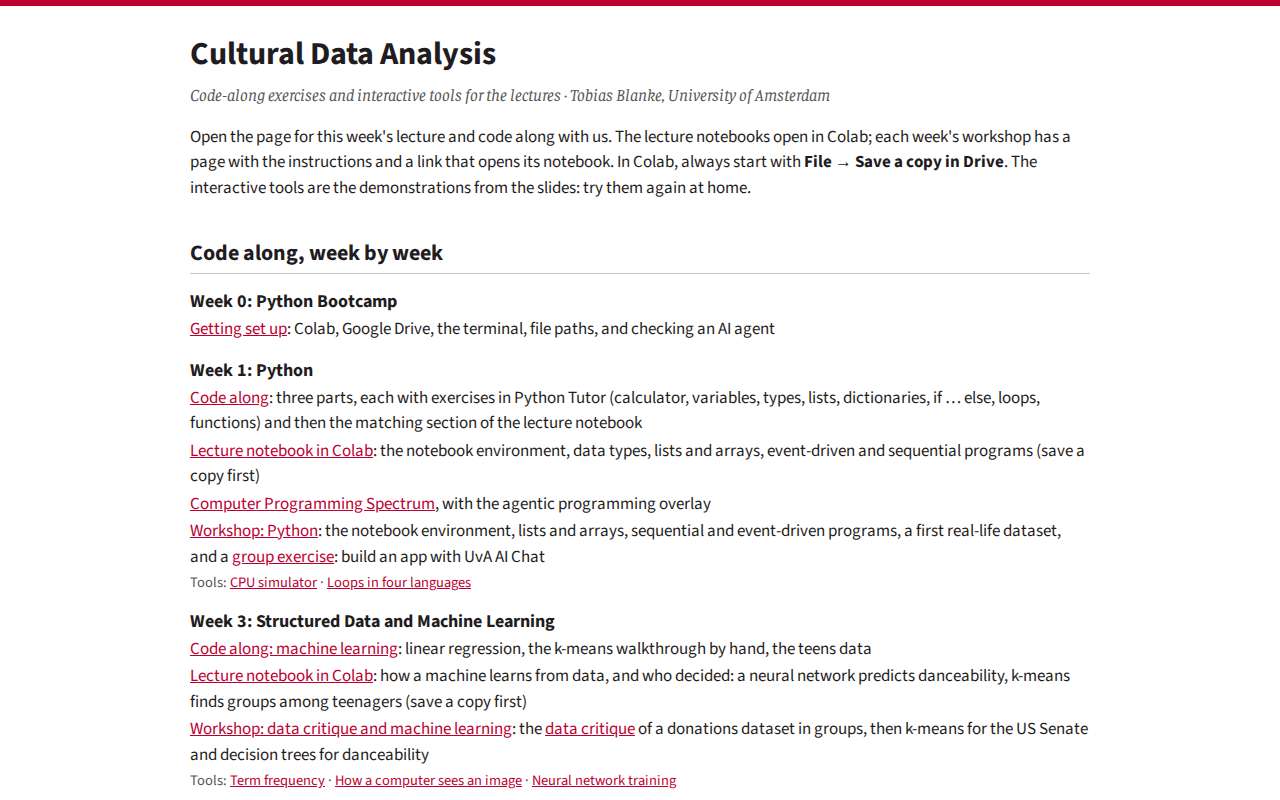 Cultural Data Analysis
Code-along exercises and interactive tools for the lectures · Tobias Blanke, University of Amsterdam
Open the page for this week's lecture and code along with us. The lecture notebooks open in Colab; each week's workshop has a
page with the instructions and a link that opens its notebook. In Colab, always start with File → Save a copy in Drive. The
interactive tools are the demonstrations from the slides: try them again at home.
Code along, week by week
Week 0: Python Bootcamp
Getting set up: Colab, Google Drive, the terminal, file paths, and checking an AI agent
Week 1: Python
Code along: three parts, each with exercises in Python Tutor (calculator, variables, types, lists, dictionaries, if … else, loops,
functions) and then the matching section of the lecture notebook
Lecture notebook in Colab: the notebook environment, data types, lists and arrays, event-driven and sequential programs (save a
copy first)
Computer Programming Spectrum, with the agentic programming overlay
Workshop: Python: the notebook environment, lists and arrays, sequential and event-driven programs, a first real-life dataset,
and a group exercise: build an app with UvA AI Chat
Tools: CPU simulator · Loops in four languages
Week 3: Structured Data and Machine Learning
Code along: machine learning: linear regression, the k-means walkthrough by hand, the teens data
Lecture notebook in Colab: how a machine learns from data, and who decided: a neural network predicts danceability, k-means
finds groups among teenagers (save a copy first)
Workshop: data critique and machine learning: the data critique of a donations dataset in groups, then k-means for the US Senate
and decision trees for danceability
Tools: Term frequency · How a computer sees an image · Neural network training